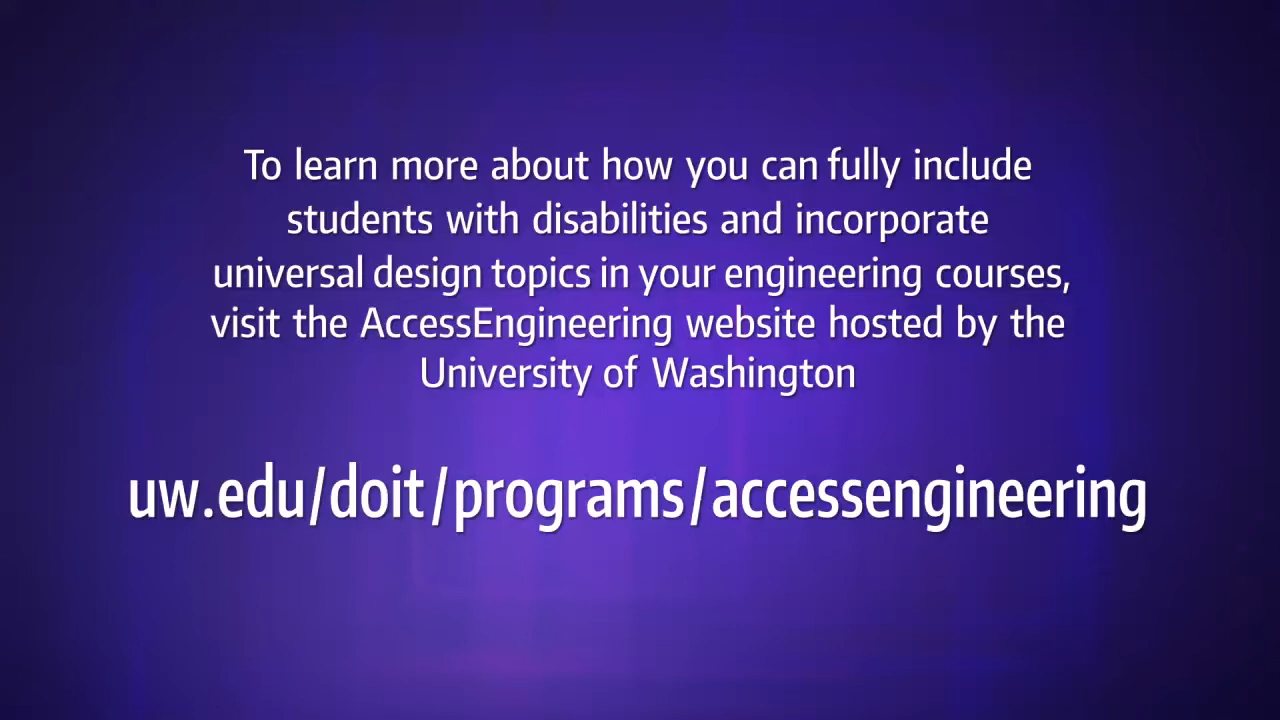 To learn more about how you can fully include
students with disabilities and incorporate
universal design topics in your engineering courses,
visit the AccessEngineering website hosted by the
University of Washington
uw.edu/doit/programs/accessengineering